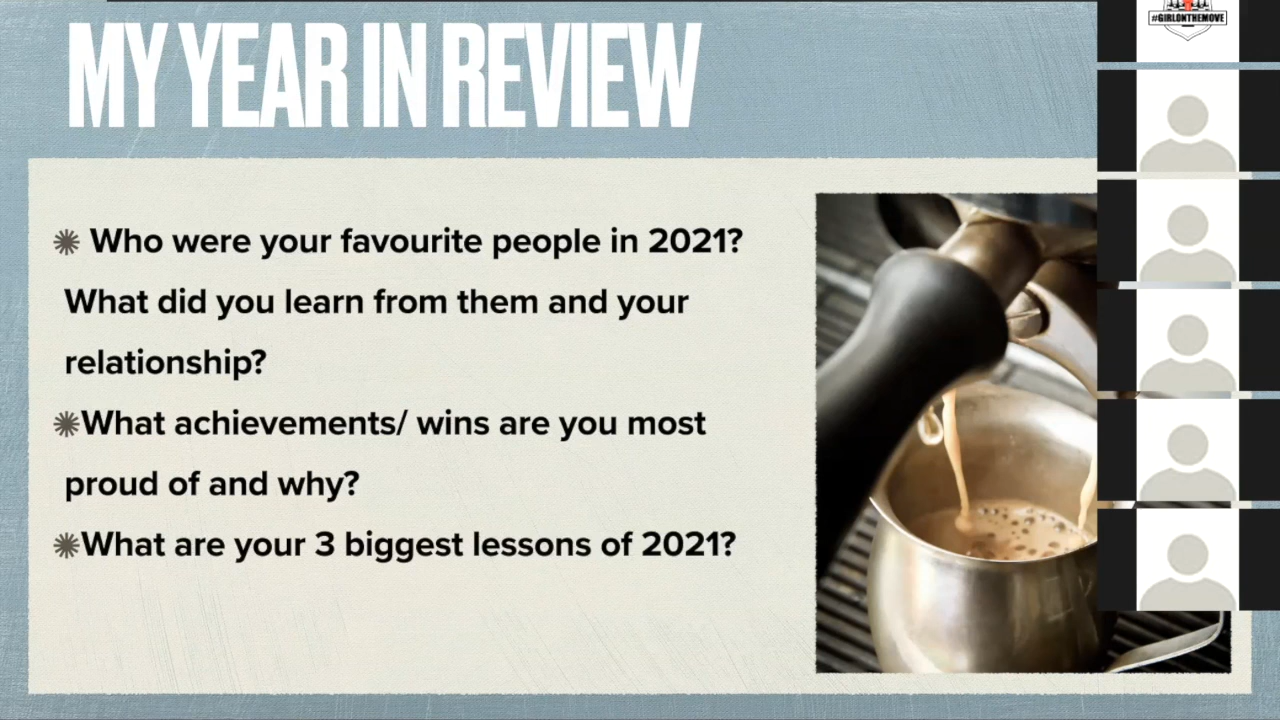 MY YEAR IN REVIEW
#GIRLONTHEMOVE
Who were your favourite people in 2021?
What did you learn from them and your
relationship?
What achievements/ wins are you most
proud of and why?
What are your 3 biggest lessons of 2021?